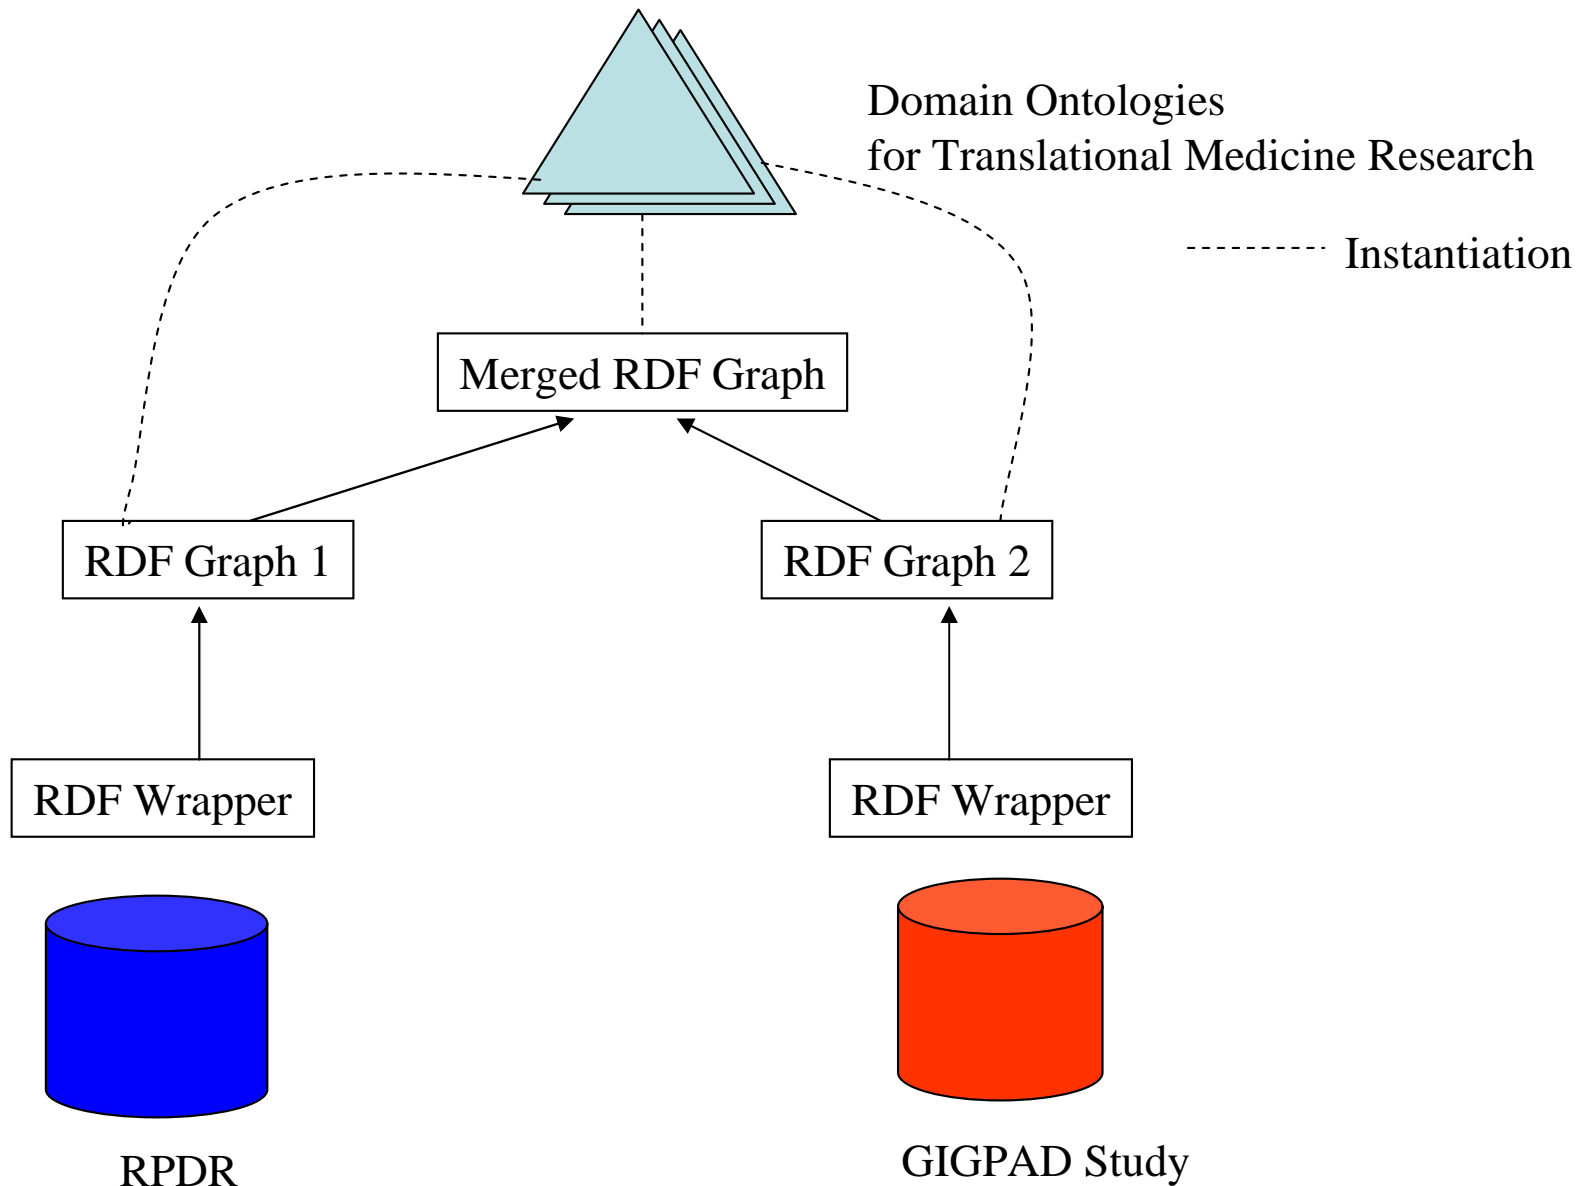 Domain Ontologies
for Translational Medicine Research
Instantiation
Merged RDF Graph
RDF Graph 1
RDF Graph 2
RDF Wrapper
RDF Wrapper
RPDR
GIGPAD Study